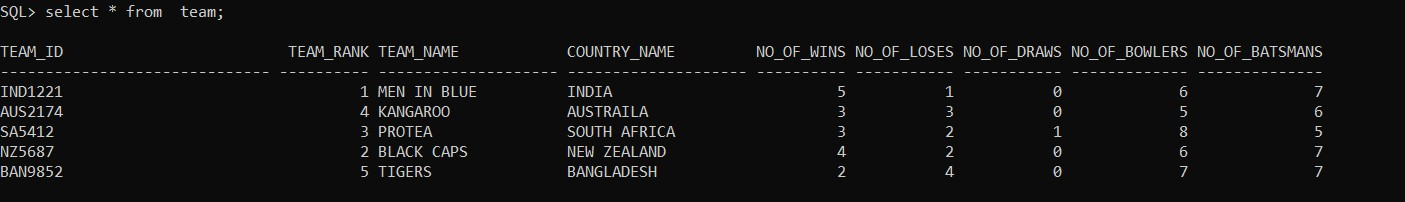 SQL> select * from  team;
TEAM_ID                        TEAM_RANK TEAM_NAME            COUNTRY_NAME         NO_OF_WINS NO_OF_LOSES NO_OF_DRAWS NO_OF_BOWLERS NO_OF_BATSMANS
------------------------------ ---------- -------------------- -------------------- ---------- ----------- ----------- ------------- --------------
IND1221                                 1 MEN IN BLUE          INDIA                         5           1           0             6              7
AUS2174                                 4 KANGAROO             AUSTRAILA                     3           3           0             5              6
SA5412                                  3 PROTEA               SOUTH AFRICA                  3           2           1             8              5
NZ5687                                  2 BLACK CAPS           NEW ZEALAND                   4           2           0             6              7
BAN9852                                 5 TIGERS               BANGLADESH                    2           4           0             7              7